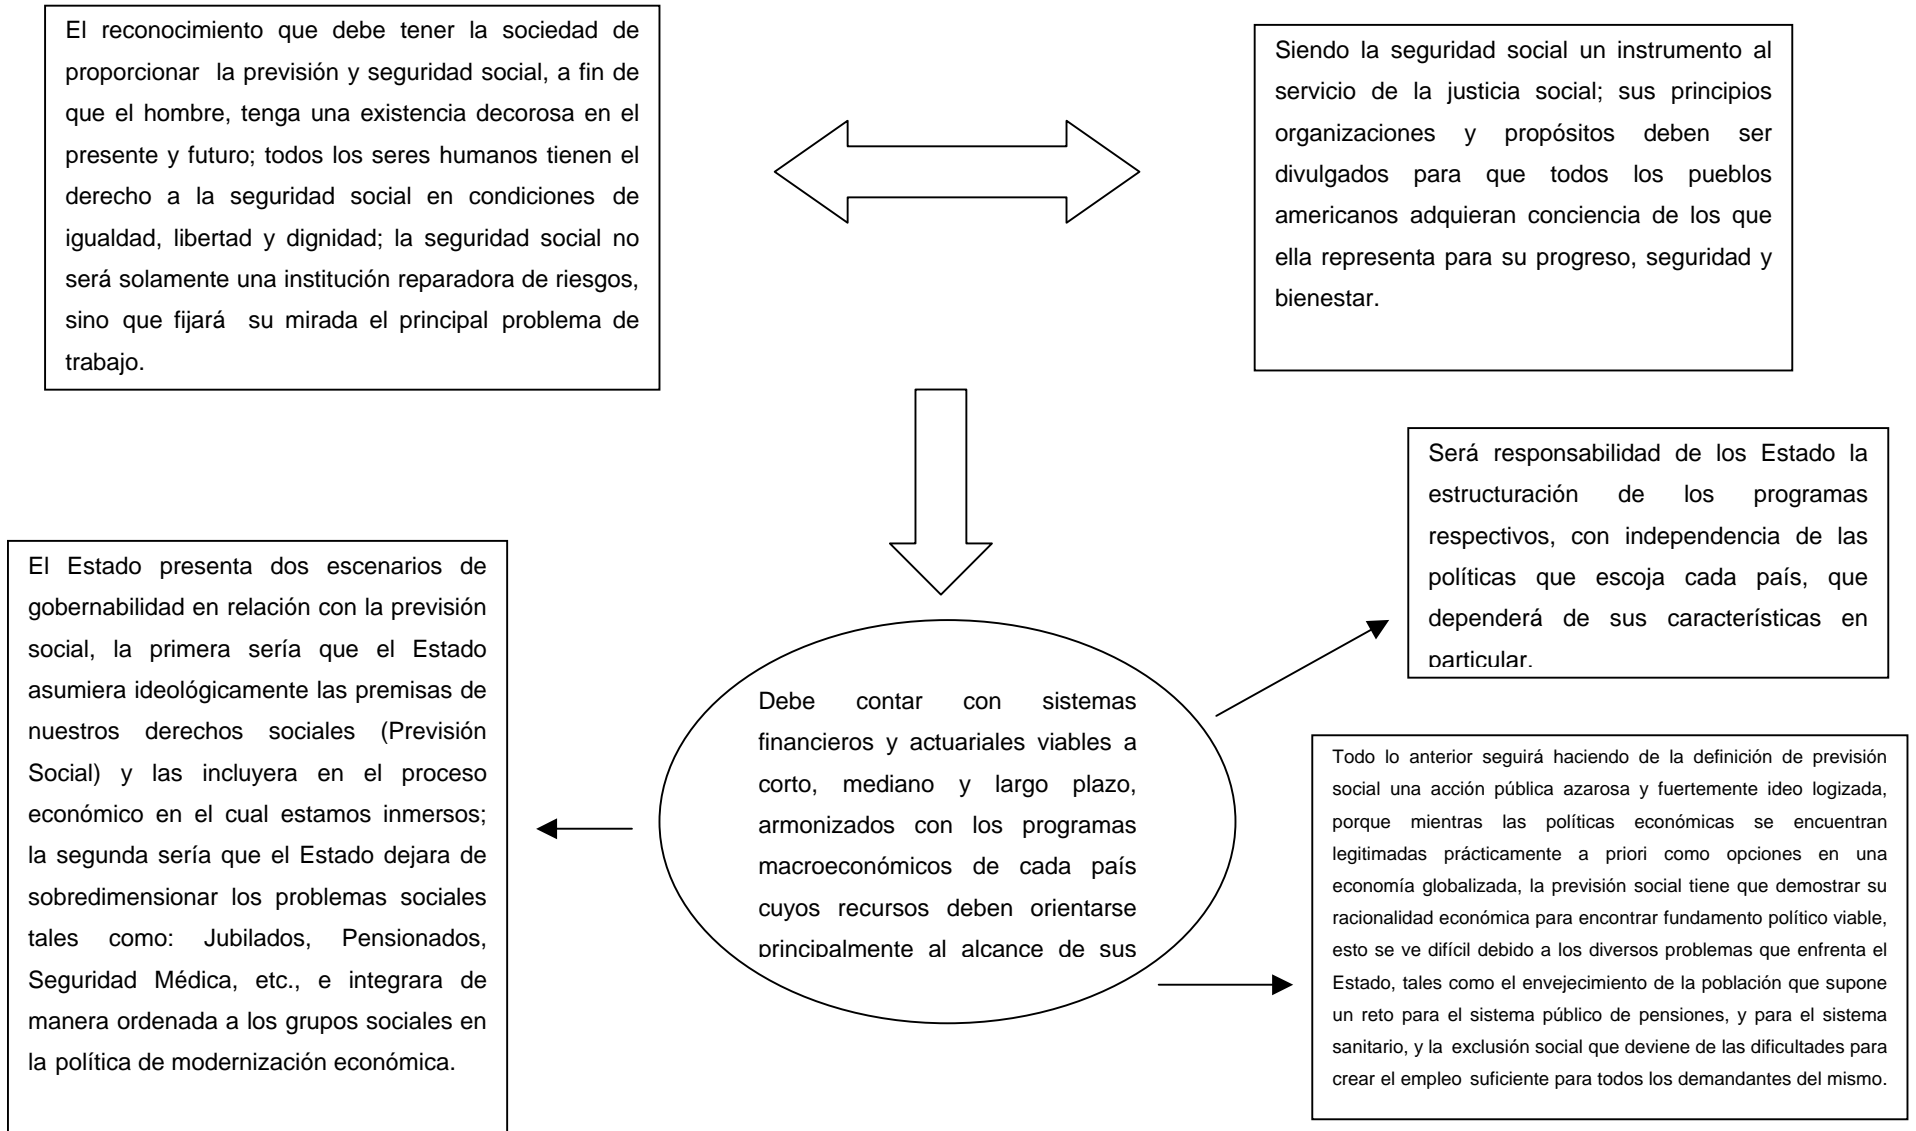 El reconocimiento que debe tener la sociedad de
proporcionar la previsión y seguridad social, a fin de
que el hombre, tenga una existencia decorosa en el
presente y futuro; todos los seres humanos tienen el
derecho a la seguridad social en condiciones de
igualdad, libertad y dignidad; la seguridad social no
será solamente una institución reparadora de riesgos,
sino que fijará su mirada el principal problema de
trabajo.
Siendo la seguridad social un instrumento al
servicio de la justicia social; sus principios
organizaciones y propósitos deben ser
divulgados para que todos los pueblos
americanos adquieran conciencia de los que
ella representa para su progreso, seguridad y
bienestar.
Será responsabilidad de los Estado la
estructuración de los programas
respectivos, con independencia de las
políticas que escoja cada país, que
dependerá de sus características en
particular.
El Estado presenta dos escenarios de
gobernabilidad en relación con la previsión
social, la primera sería que el Estado
asumiera ideológicamente las premisas de
nuestros derechos sociales (Previsión
Social) y las incluyera en el proceso
económico en el cual estamos inmersos;
la segunda sería que el Estado dejara de
sobredimensionar los problemas sociales
tales como: Jubilados, Pensionados,
Seguridad Médica, etc., e integrara de
manera ordenada a los grupos sociales en
la política de modernización económica.
Debe contar con sistemas
financieros y actuariales viables a
corto, mediano y largo plazo,
armonizados con los programas
macroeconómicos de cada país
cuyos recursos deben orientarse
principalmente al alcance de sus
Todo lo anterior seguirá haciendo de la definición de previsión
social una acción pública azarosa y fuertemente ideo logizada,
porque mientras las políticas económicas se encuentran
legitimadas prácticamente a priori como opciones en una
economía globalizada, la previsión social tiene que demostrar su
racionalidad económica para encontrar fundamento político viable,
esto se ve difícil debido a los diversos problemas que enfrenta el
Estado, tales como el envejecimiento de la población que supone
un reto para el sistema público de pensiones, y para el sistema
sanitario, y la exclusión social que deviene de las dificultades para
crear el empleo suficiente para todos los demandantes del mismo.